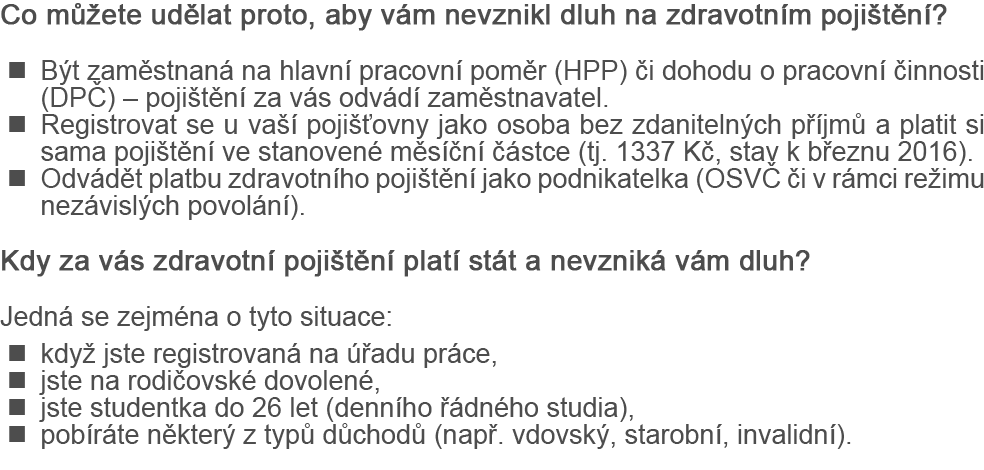 Co můžete udělat proto, aby vám nevznikl dluh na zdravotním pojištění?
■ Být zaměstnaná na hlavní pracovní poměr (HPP) či dohodu o pracovní činnosti
(DPČ) – pojištění za vás odvádí zaměstnavatel.
■ Registrovat se u vaší pojišťovny jako osoba bez zdanitelných příjmů a platit si
sama pojištění ve stanovené měsíční částce (tj. 1337 Kč, stav k březnu 2016).
■ Odvádět platbu zdravotního pojištění jako podnikatelka (OSVČ či v rámci režimu
nezávislých povolání).
Kdy za vás zdravotní pojištění platí stát a nevzniká vám dluh?
Jedná se zejména o tyto situace:
■ když jste registrovaná na úřadu práce,
■ jste na rodičovské dovolené,
■ jste studentka do 26 let (denního řádného studia),
■ pobíráte některý z typů důchodů (např. vdovský, starobní, invalidní).